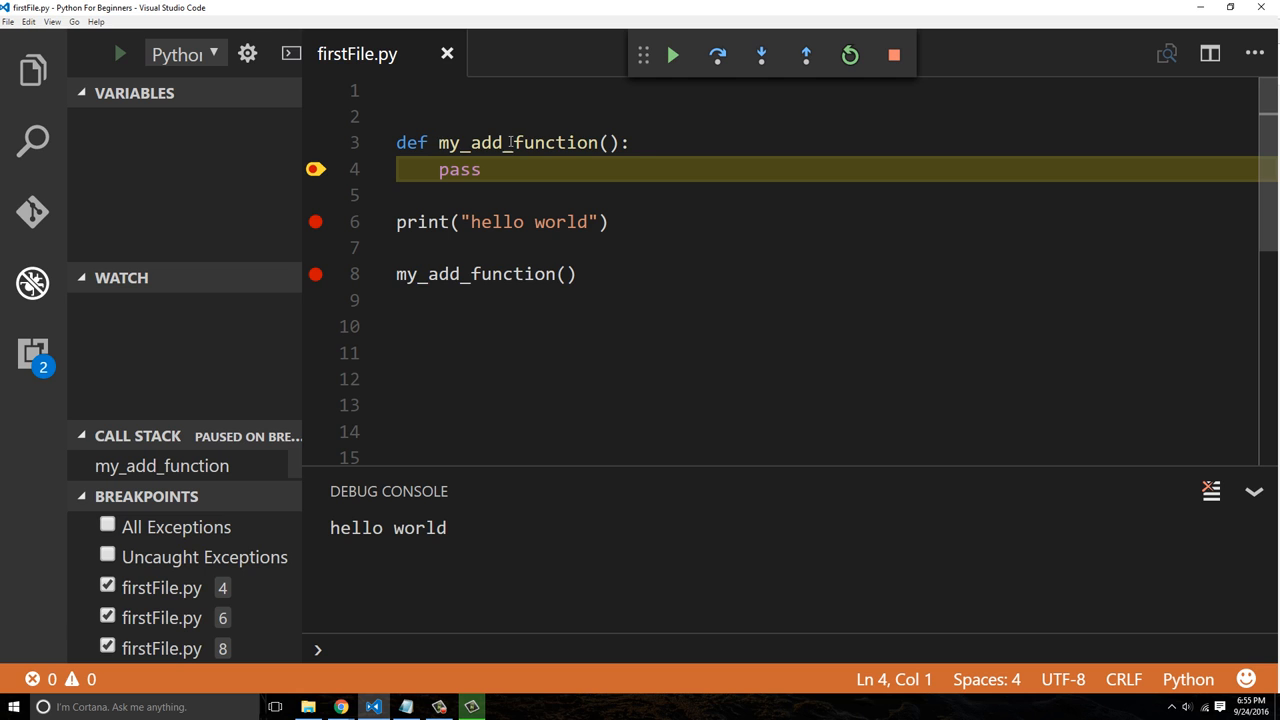 firstFile.py - Python For Beginners - Visual Studio Code
File Edit View Go Help
Pythor
firstFile.py
VARIABLES
WATCH
CALL STACK PAUSED ON BRE...
my_add_function
BREAKPOINTS
All Exceptions
Uncaught Exceptions
firstFile.py 4
firstFile.py 6
firstFile.py 8
1
2
3 def my_add_function():
4 pass
5
6 print("hello world")
7
8 my_add_function()
9
10
11
12
13
14
15
DEBUG CONSOLE
hello world
2
0 0
Ln 4, Col 1 Spaces: 4 UTF-8 CRLF Python
I'm Cortana. Ask me anything.
6:55 PM
9/24/2016